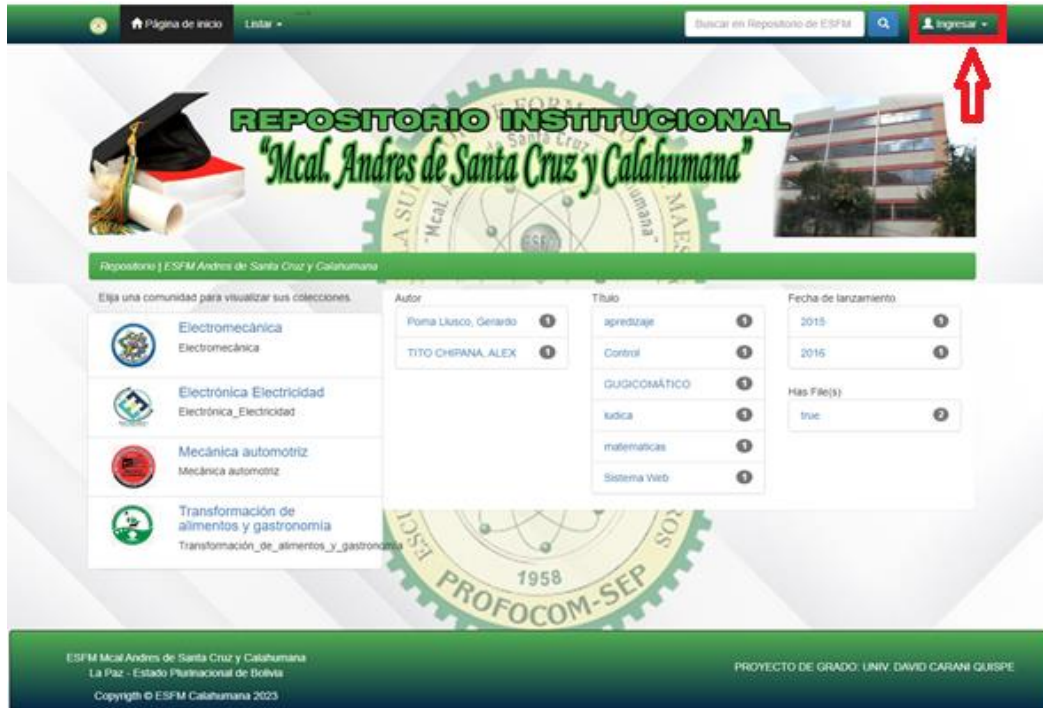 Página de inicio
Listar
Buscar en Repositorio de ESFM
Ingresar
REPOSITORIO INSTITUCIONAL
"Mcal. Andres de Santa Cruz y Calahumana"
Repositorio | ESFM Andres de Santa Cruz y Calahumana
Elija una comunidad para visualizar sus colecciones.
Electromecánica
Electromecánica
Electrónica Electricidad
Electrónica_Electricidad
Mecánica automotriz
Mecánica automotriz
Transformación de
alimentos y gastronomía
Transformación_de_alimentos_y_gastronomía
Autor
Poma Llusco, Gerardo 1
TITO CHIPANA, ALEX 1
Título
apredizaje 1
Control 1
GUGICOMÁTICO 1
ludica 1
matematicas 1
Sistema Web 1
Fecha de lanzamiento
2015 1
2016 1
Has File(s)
true 2
1958
PROFOCOM-SEP
ESFM Mcal Andres de Santa Cruz y Calahumana
La Paz - Estado Plurinacional de Bolivia
Copyrigth © ESFM Calahumana 2023
PROYECTO DE GRADO: UNIV. DAVID CARANI QUISPE